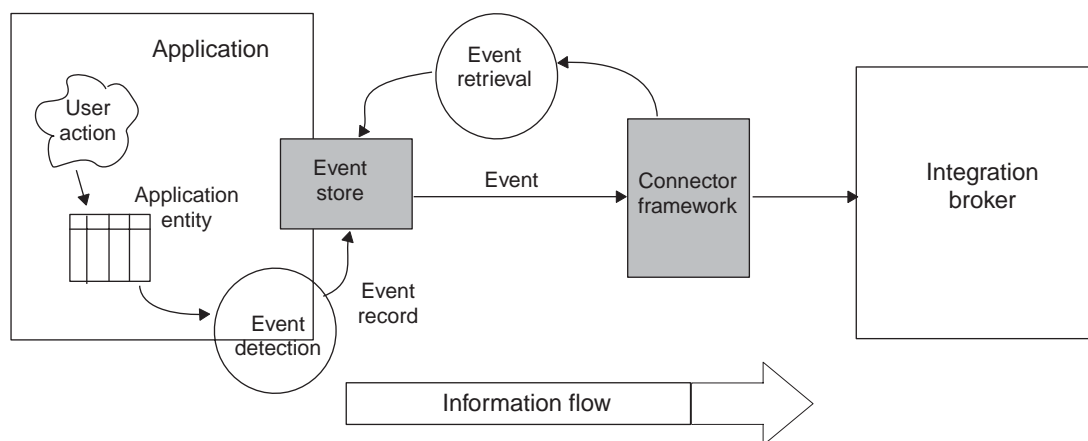 Application
User
action
Application
entity
Event
detection
Event
record
Event
store
Event
retrieval
Event
Connector
framework
Integration
broker
Information flow